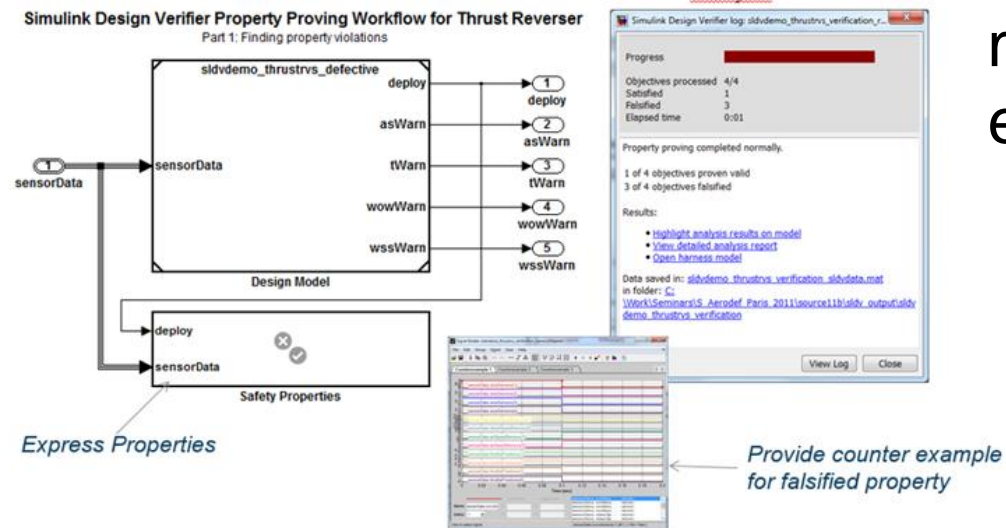 Simulink Design Verifier Property Proving Workflow for Thrust Reverser
Part 1: Finding property violations
sldvdemo_thrustrvs_defective
sensorData
deploy
asWarn
tWarn
wowWarn
wssWarn
Design Model
1
sensorData
1
deploy
2
asWarn
3
tWarn
4
wowWarn
5
wssWarn
deploy
sensorData
Safety Properties
Express Properties
Simulink Design Verifier log: sldvdemo_thrustrvs_verification_r...
Progress
Objectives processed 4/4
Satisfied 1
Falsified 3
Elapsed time 0:01
Property proving completed normally.
1 of 4 objectives proven valid
3 of 4 objectives falsified
Results:
• Highlight analysis results on model
• View detailed analysis report
• Open harness model
Data saved in: sldvdemo_thrustrvs_verification_sldvdata.mat
in folder: C:
\Work\Seminars\S_Aerodef_Paris_2011\source11b\sldv_output\sldv
demo_thrustrvs_verification
View Log Close
Provide counter example
for falsified property